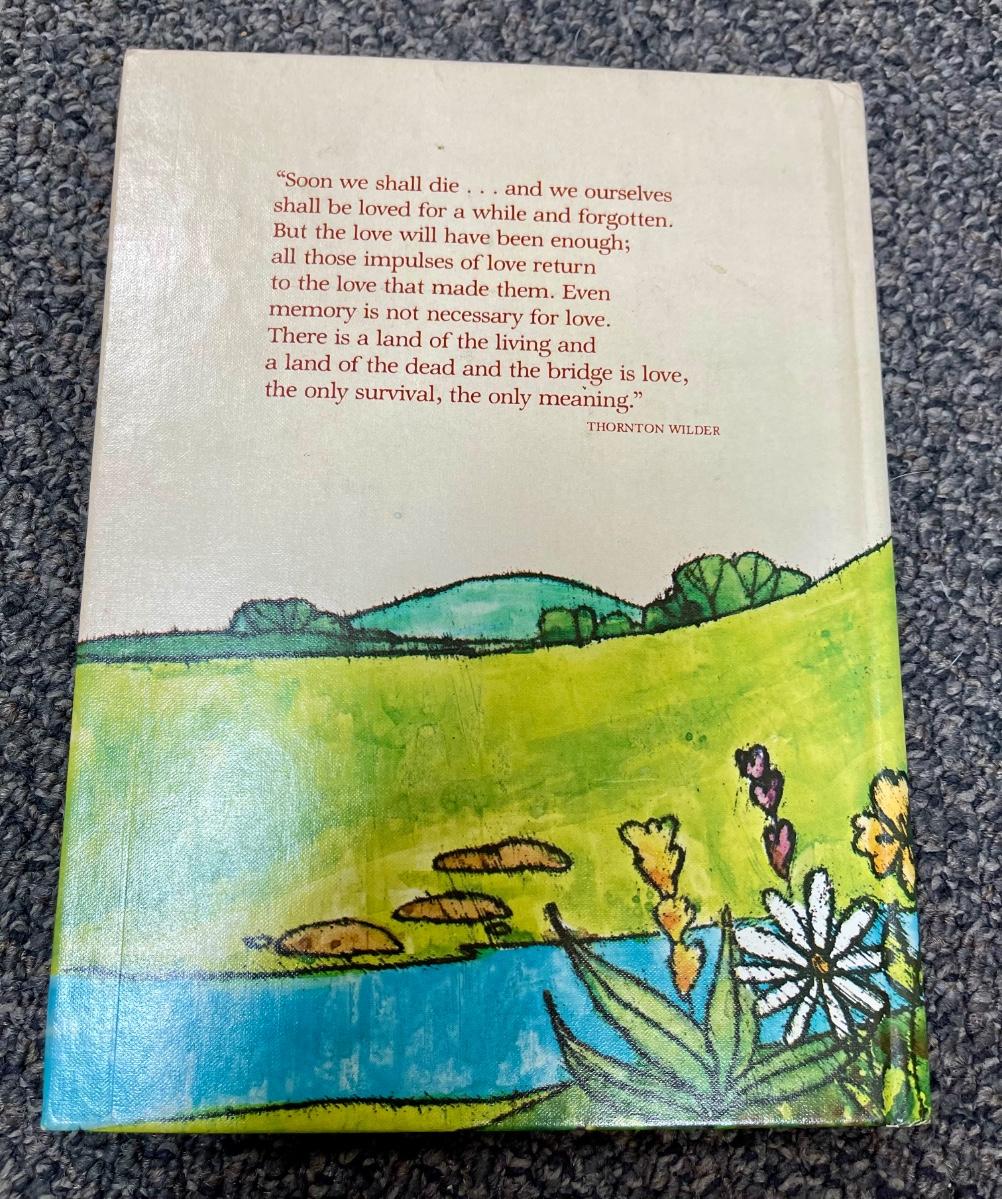 “Soon we shall die . . . and we ourselves
shall be loved for a while and forgotten.
But the love will have been enough;
all those impulses of love return
to the love that made them. Even
memory is not necessary for love.
There is a land of the living and
a land of the dead and the bridge is love,
the only survival, the only meaning.”
THORNTON WILDER